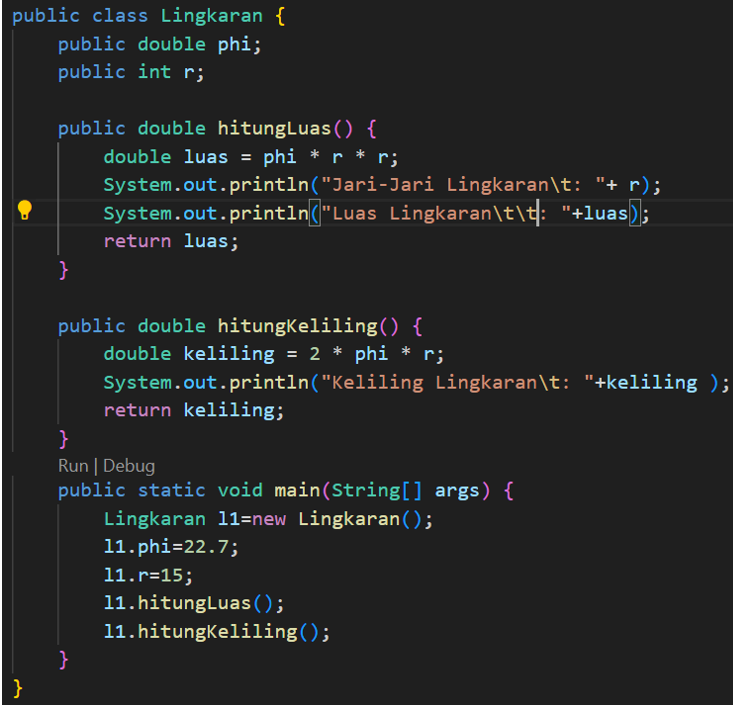 public class Lingkaran {
    public double phi;
    public int r;

    public double hitungLuas() {
        double luas = phi * r * r;
        System.out.println("Jari-Jari Lingkaran\t: "+ r);
        System.out.println("Luas Lingkaran\t\t: "+luas);
        return luas;
    }

    public double hitungKeliling() {
        double keliling = 2 * phi * r;
        System.out.println("Keliling Lingkaran\t: "+keliling );
        return keliling;
    }
    Run | Debug
    public static void main(String[] args) {
        Lingkaran l1=new Lingkaran();
        l1.phi=22.7;
        l1.r=15;
        l1.hitungLuas();
        l1.hitungKeliling();
    }
}